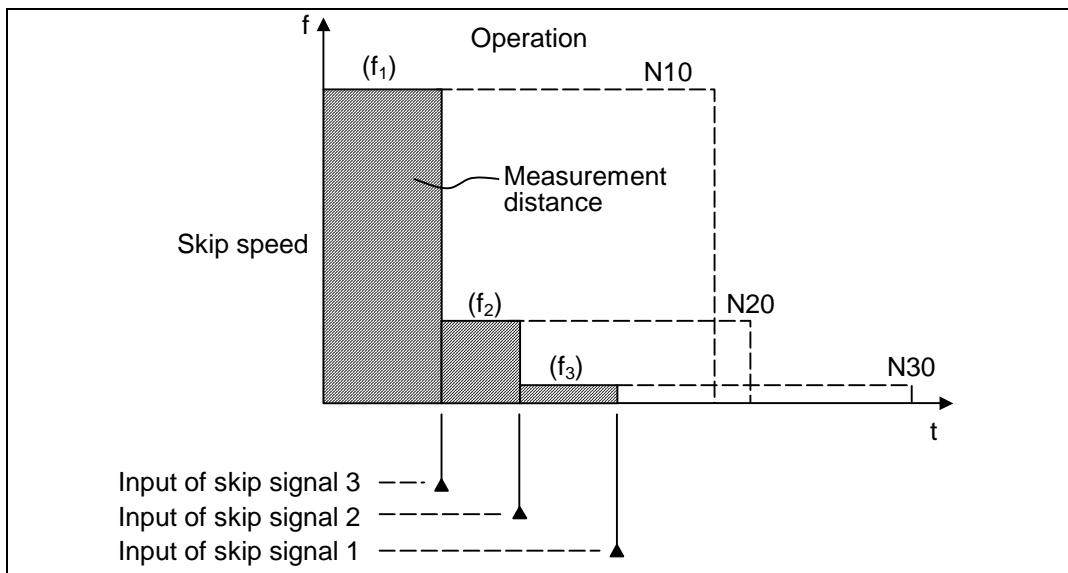 f
Operation
(f₁)
N10
Measurement
distance
Skip speed
(f₂)
N20
(f₃)
N30
t
Input of skip signal 3
Input of skip signal 2
Input of skip signal 1